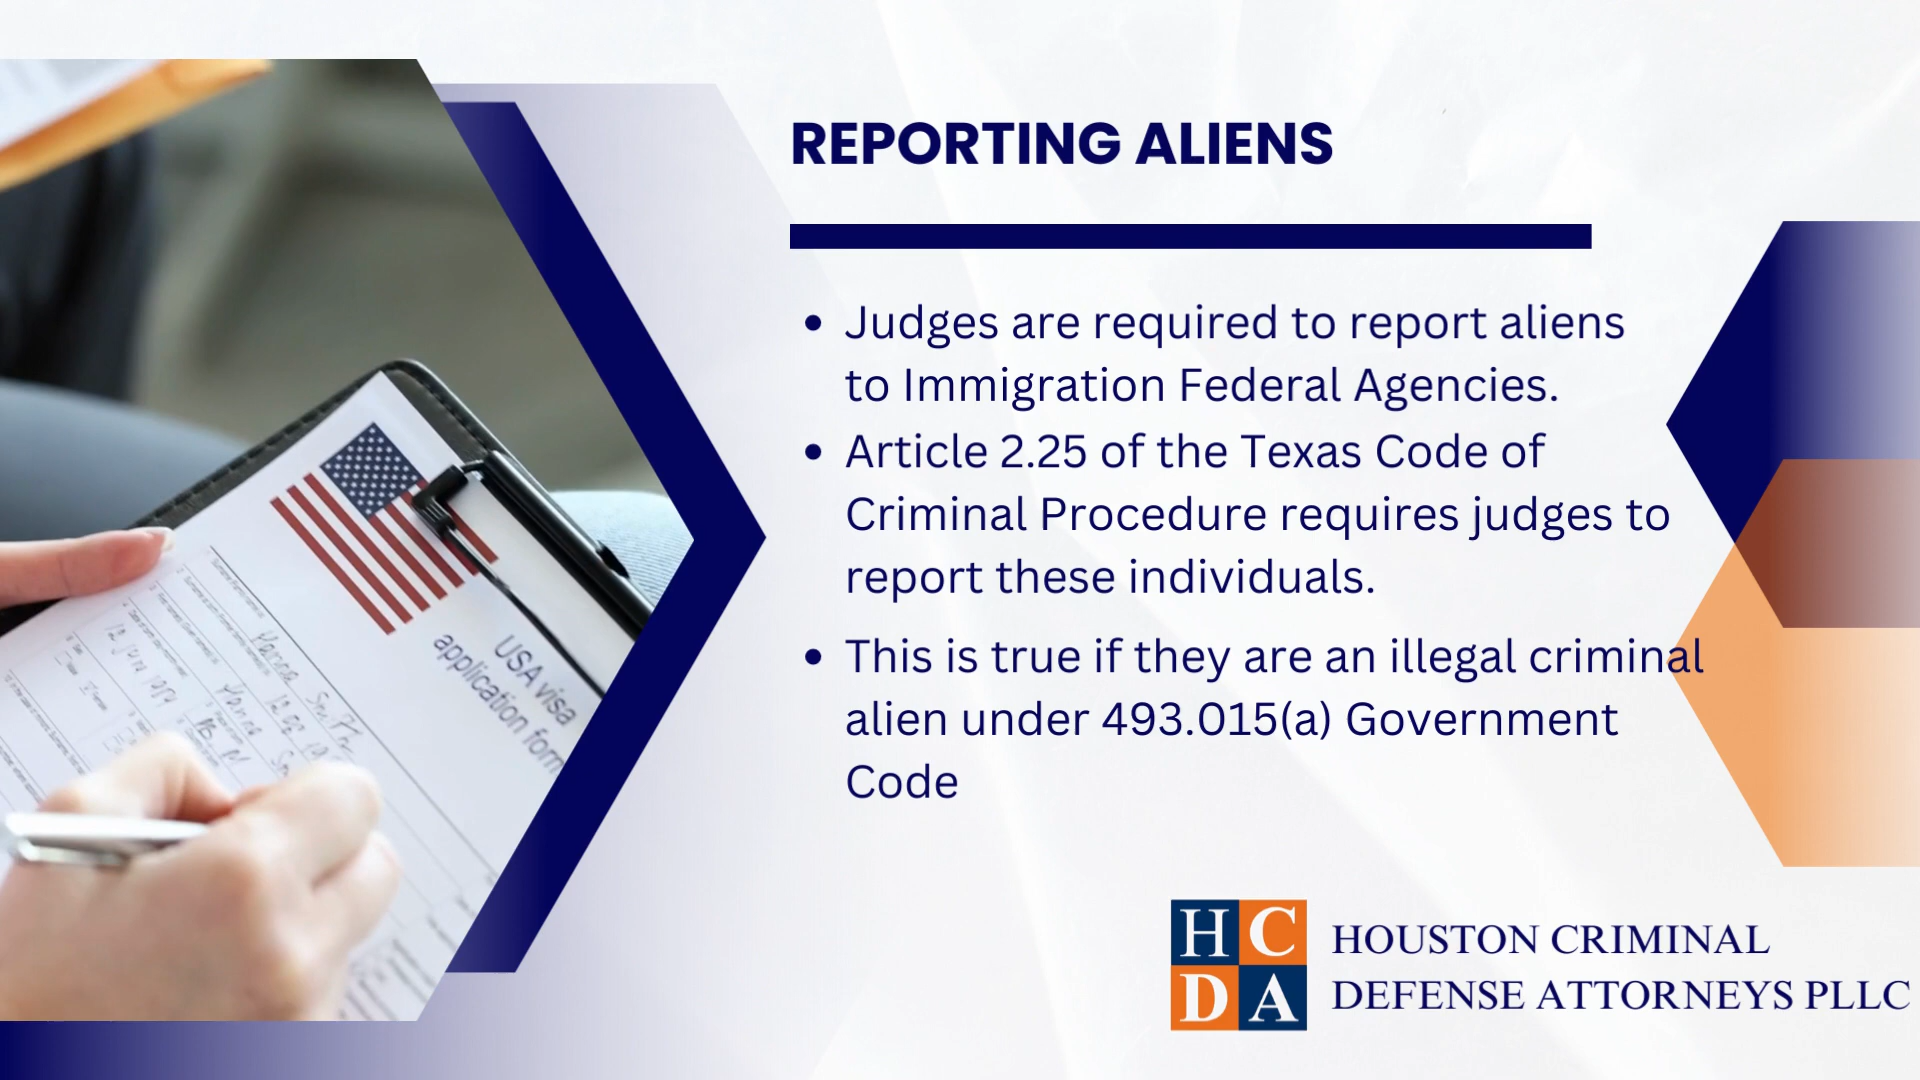 REPORTING ALIENS
• Judges are required to report aliens
to Immigration Federal Agencies.
• Article 2.25 of the Texas Code of
Criminal Procedure requires judges to
report these individuals.
• This is true if they are an illegal criminal
alien under 493.015(a) Government
Code
USA visa
application form
H C
D A
HOUSTON CRIMINAL
DEFENSE ATTORNEYS PLLC